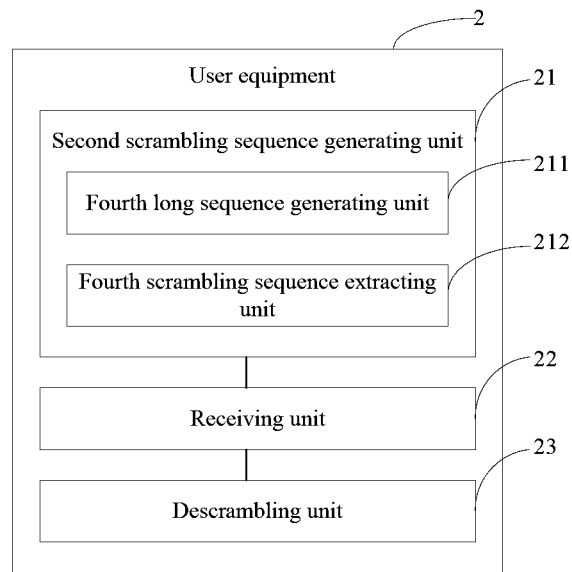 2
User equipment
21
Second scrambling sequence generating unit
211
Fourth long sequence generating unit
212
Fourth scrambling sequence extracting
unit
22
Receiving unit
23
Descrambling unit